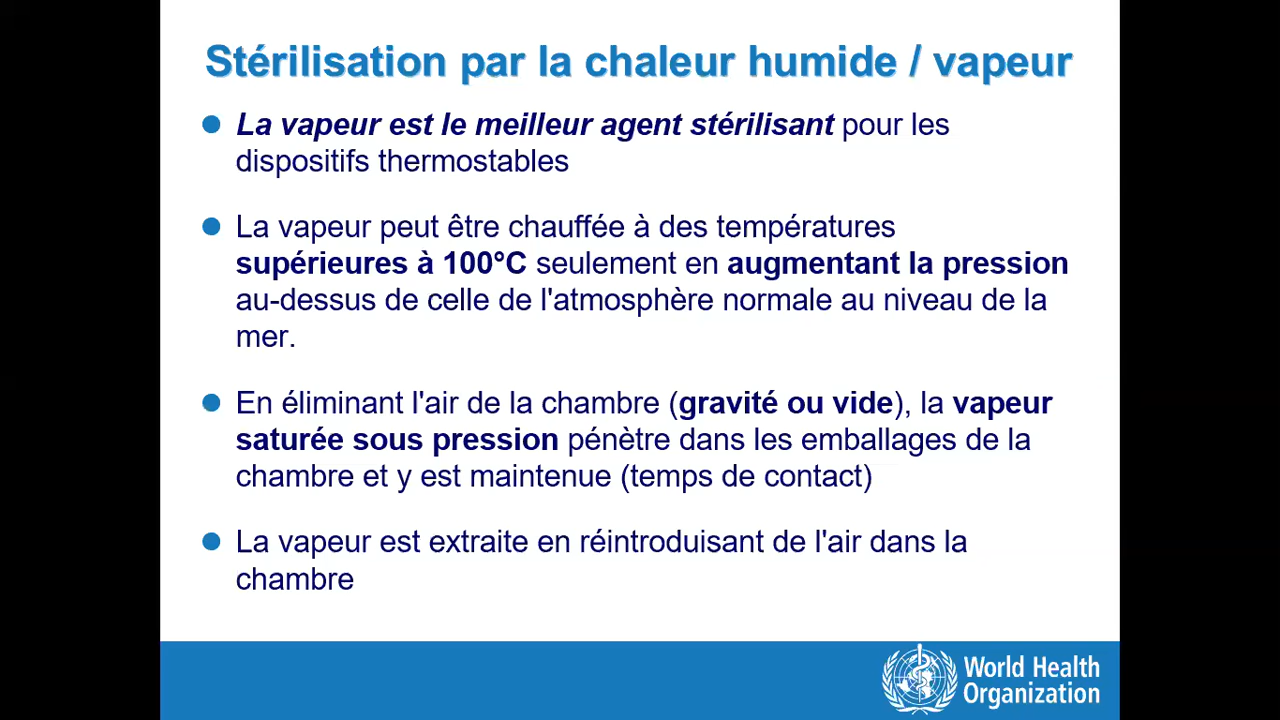 Stérilisation par la chaleur humide / vapeur
La vapeur est le meilleur agent stérilisant pour les
dispositifs thermostables
La vapeur peut être chauffée à des températures
supérieures à 100°C seulement en augmentant la pression
au-dessus de celle de l'atmosphère normale au niveau de la
mer.
En éliminant l'air de la chambre (gravité ou vide), la vapeur
saturée sous pression pénètre dans les emballages de la
chambre et y est maintenue (temps de contact)
La vapeur est extraite en réintroduisant de l'air dans la
chambre
World Health
Organization